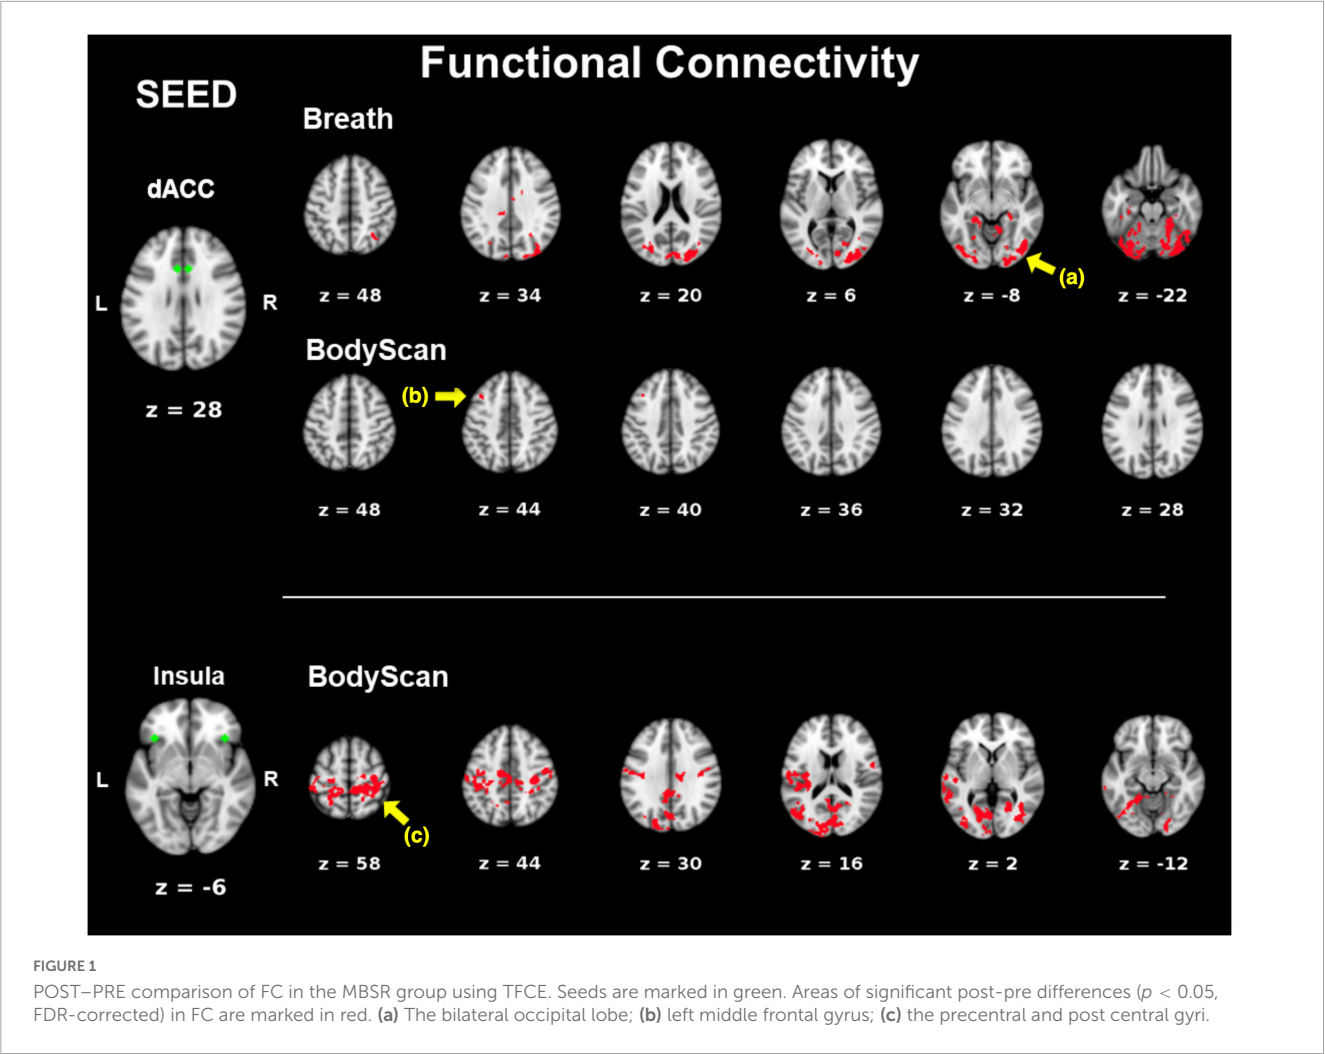 Functional Connectivity
SEED
Breath
dACC
L R
z = 28
z = 48 z = 34 z = 20 z = 6 z = -8 z = -22
(a)
BodyScan
(b)
z = 48 z = 44 z = 40 z = 36 z = 32 z = 28
Insula
L R
z = -6
BodyScan
(c)
z = 58 z = 44 z = 30 z = 16 z = 2 z = -12
FIGURE 1
POST–PRE comparison of FC in the MBSR group using TFCE. Seeds are marked in green. Areas of significant post-pre differences (p < 0.05,
FDR-corrected) in FC are marked in red. (a) The bilateral occipital lobe; (b) left middle frontal gyrus; (c) the precentral and post central gyri.